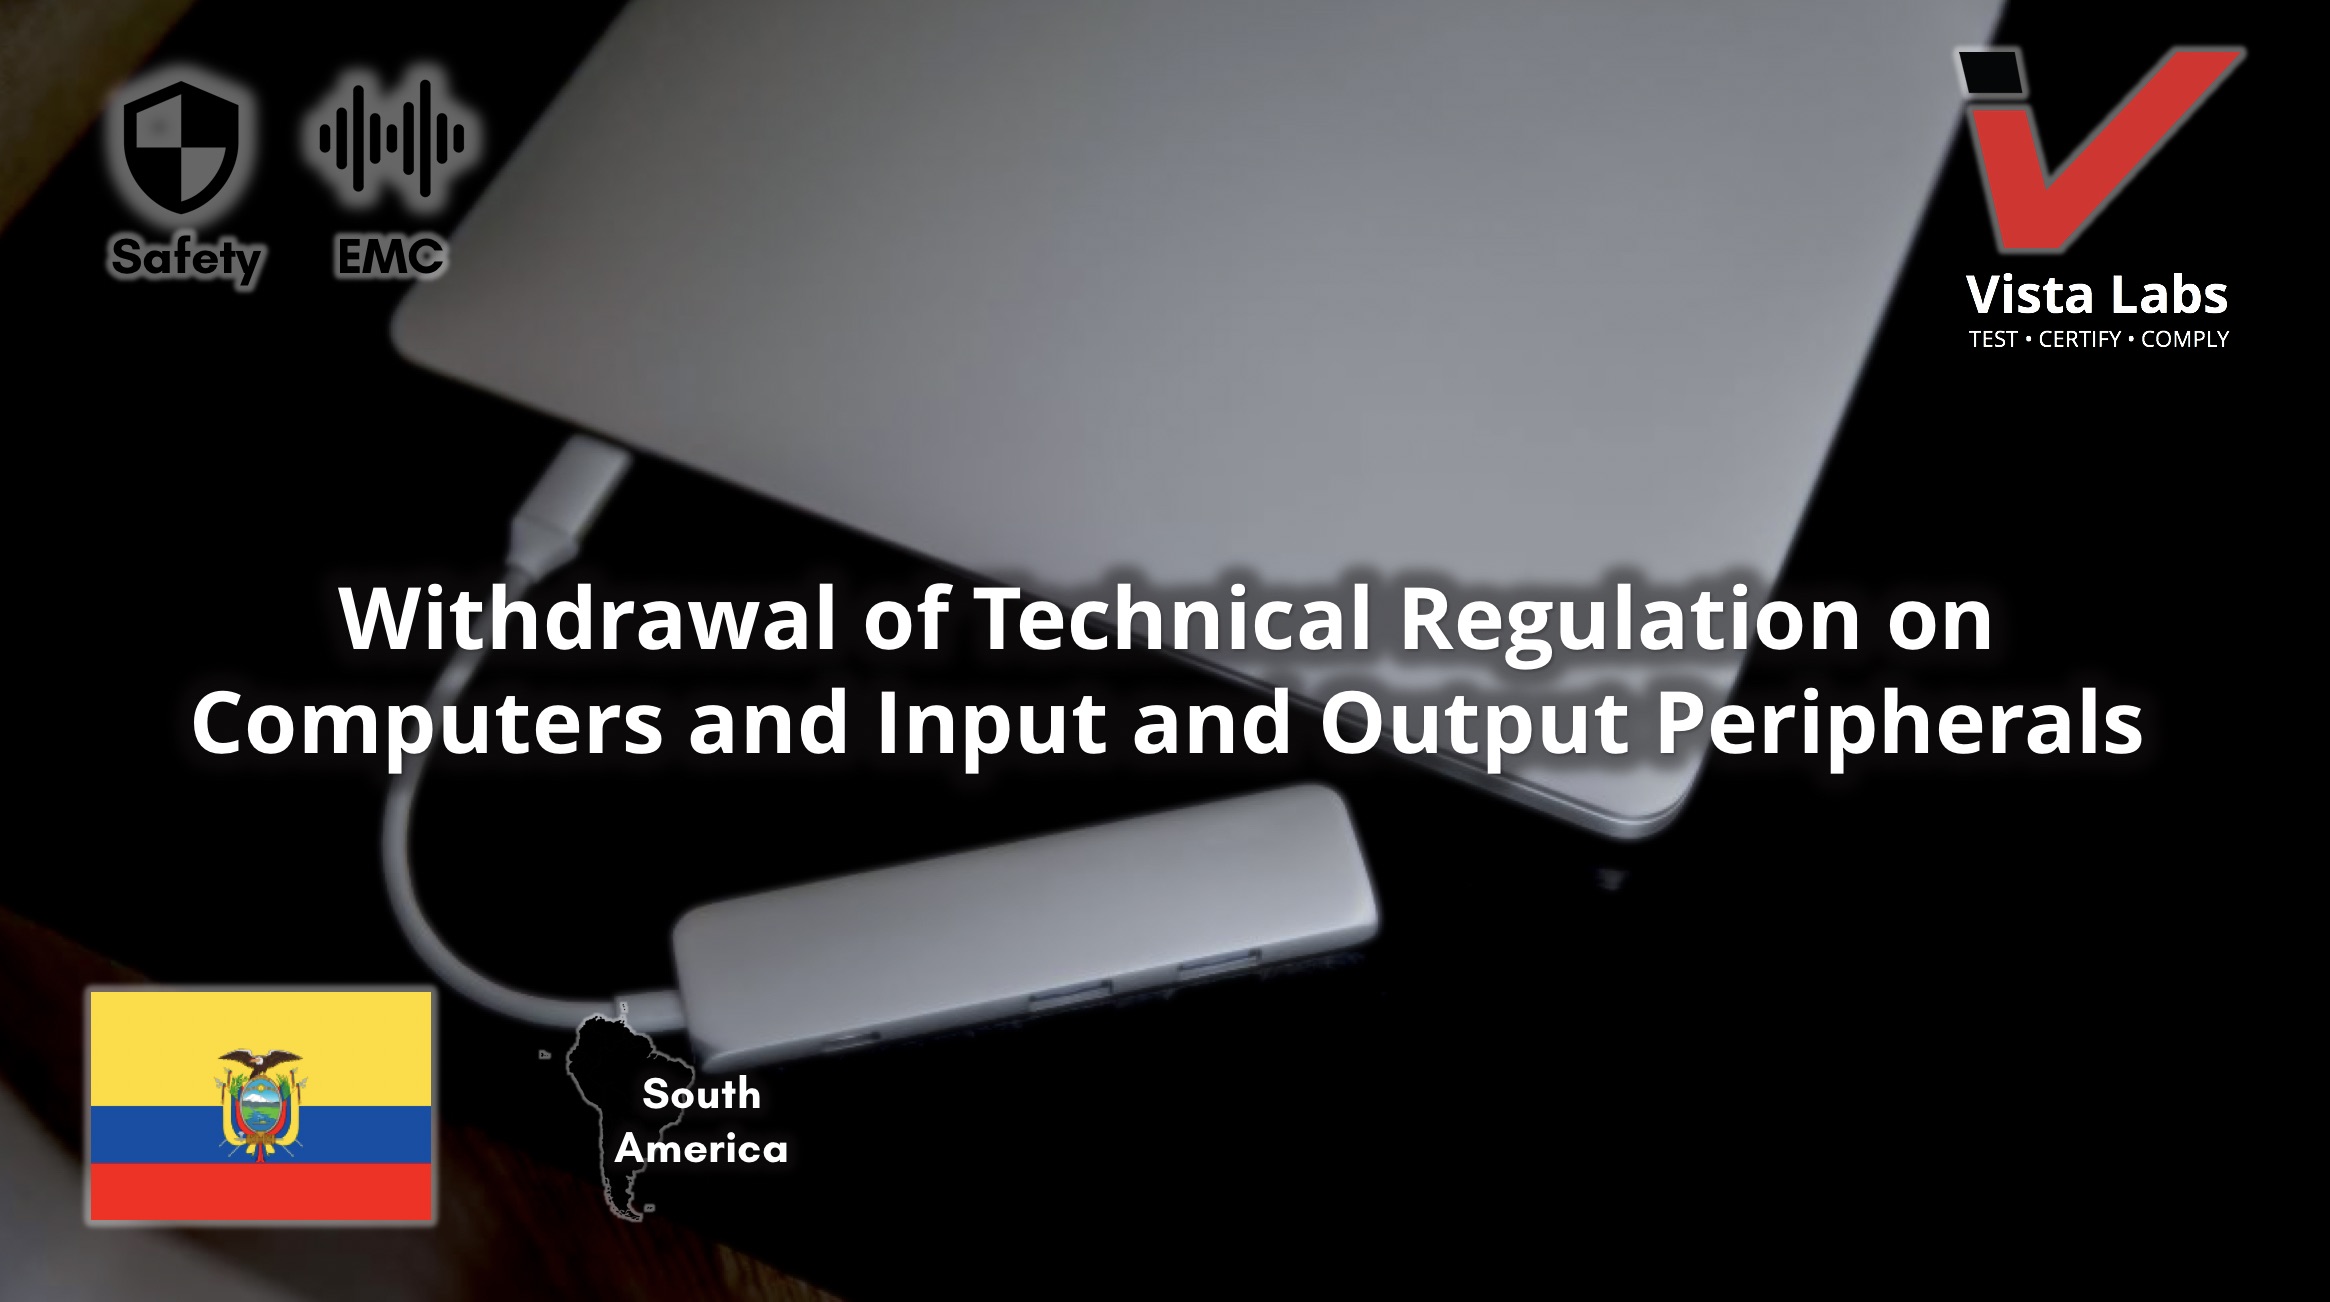 Safety
EMC
Vista Labs
TEST • CERTIFY • COMPLY
Withdrawal of Technical Regulation on
Computers and Input and Output Peripherals
South
America